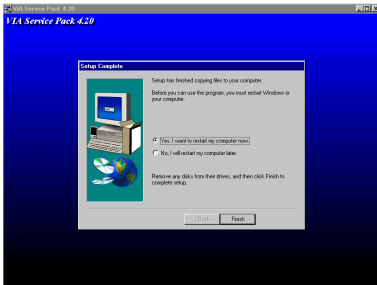 VIA Service Pack 4.20
VIA Service Pack 4.20
Setup Complete
Setup has finished copying files to your computer.
Before you can use the program, you must restart Windows or
your computer.
Yes, I want to restart my computer now.
No, I will restart my computer later.
Remove any disks from their drives, and then click Finish to
complete setup.
< Back
Finish